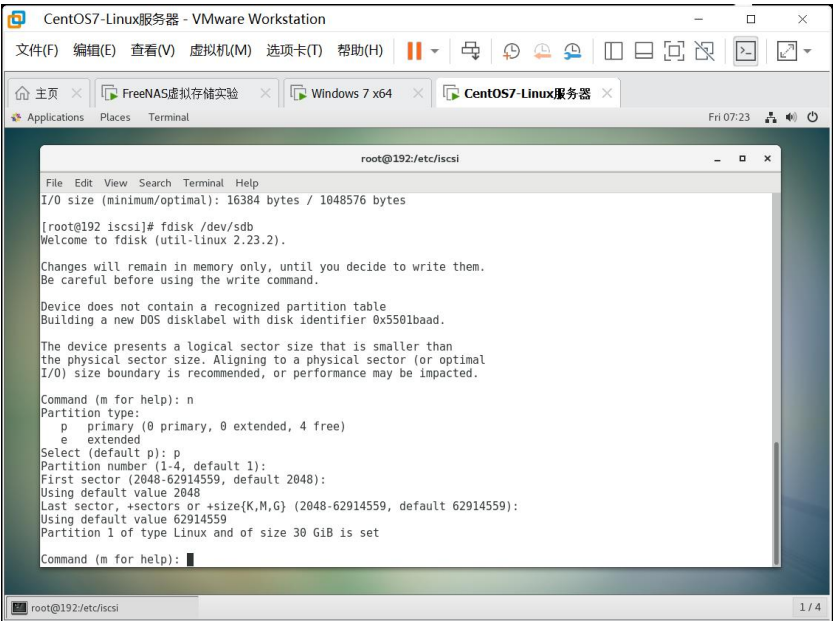 CentOS7-Linux服务器 - VMware Workstation
文件(F) 编辑(E) 查看(V) 虚拟机(M) 选项卡(T) 帮助(H)
主页 FreeNAS虚拟存储实验 Windows 7 x64 CentOS7-Linux服务器
Applications Places Terminal Fri 07:23
root@192:/etc/iscsi
File Edit View Search Terminal Help
I/O size (minimum/optimal): 16384 bytes / 1048576 bytes
[root@192 iscsi]# fdisk /dev/sdb
Welcome to fdisk (util-linux 2.23.2).
Changes will remain in memory only, until you decide to write them.
Be careful before using the write command.
Device does not contain a recognized partition table
Building a new DOS disklabel with disk identifier 0x5501baad.
The device presents a logical sector size that is smaller than
the physical sector size. Aligning to a physical sector (or optimal
I/O) size boundary is recommended, or performance may be impacted.
Command (m for help): n
Partition type:
p primary (0 primary, 0 extended, 4 free)
e extended
Select (default p): p
Partition number (1-4, default 1):
First sector (2048-62914559, default 2048):
Using default value 2048
Last sector, +sectors or +size{K,M,G} (2048-62914559, default 62914559):
Using default value 62914559
Partition 1 of type Linux and of size 30 GiB is set
Command (m for help):
root@192:/etc/iscsi 1 / 4